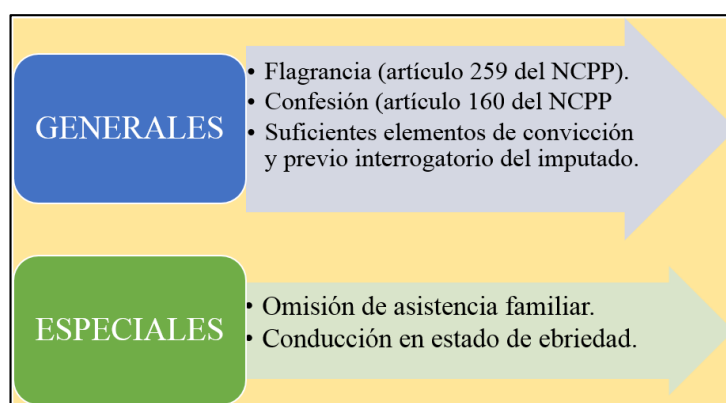 GENERALES
• Flagrancia (artículo 259 del NCPP).
• Confesión (artículo 160 del NCPP
• Suficientes elementos de convicción
y previo interrogatorio del imputado.
ESPECIALES
• Omisión de asistencia familiar.
• Conducción en estado de ebriedad.